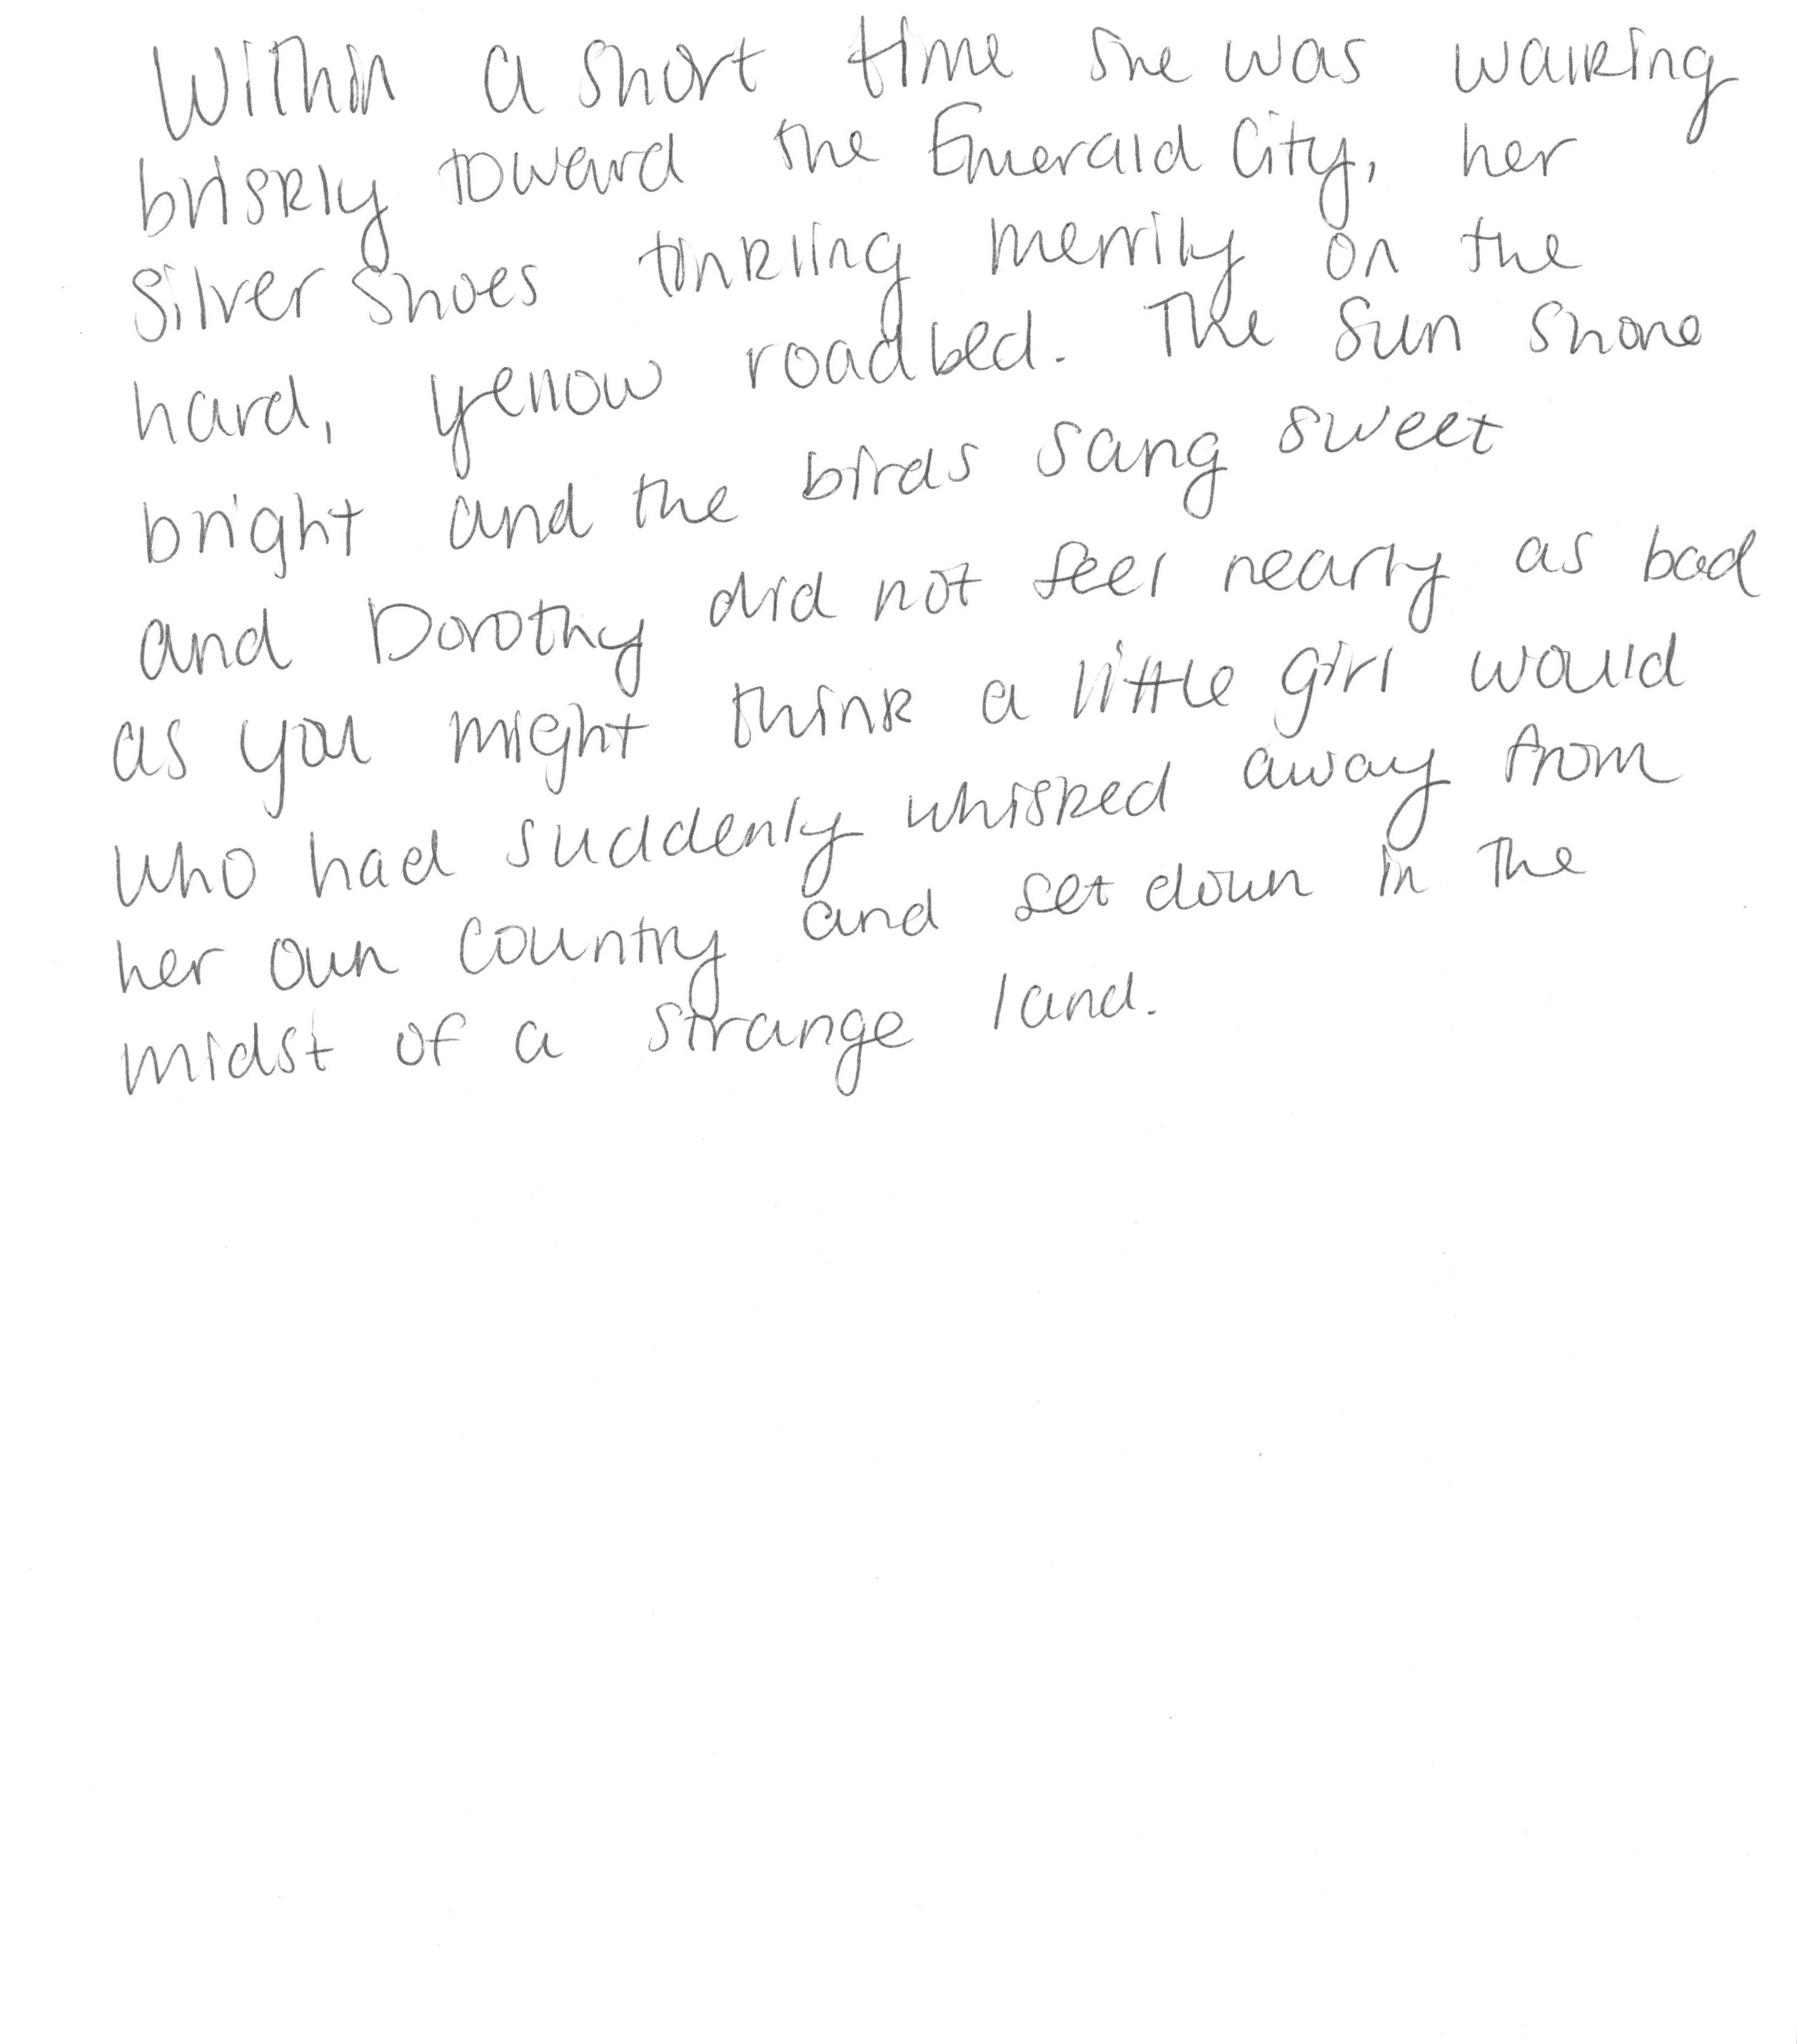 Within a short time she was walking
briskly toward the Emerald City, her
Silver Shoes tinkling merrily on the
hard, yellow roadbed. The sun shone
bright and the birds sang sweet
and Dorothy did not feel nearly as bad
as you might think a little girl would
who had suddenly whisked away from
her own country and set down in the
midst of a strange land.